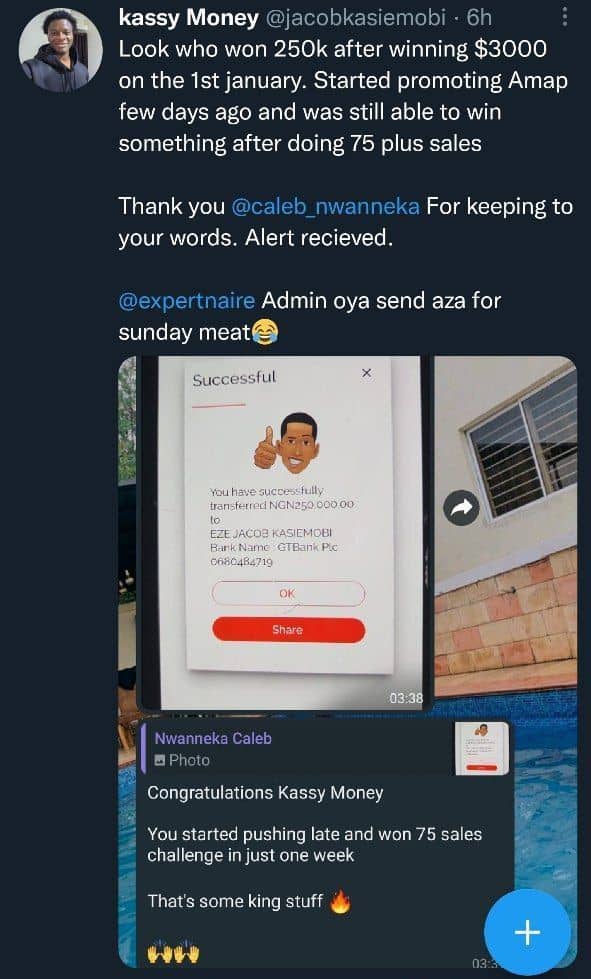 kassy Money @jacobkasiemobi · 6h
Look who won 250k after winning $3000
on the 1st january. Started promoting Amap
few days ago and was still able to win
something after doing 75 plus sales
Thank you @caleb_nwanneka For keeping to
your words. Alert recieved.
@expertnaire Admin oya send aza for
sunday meat😂
Successful
You have successfully
transferred NGN250,000.00
to
EZE JACOB KASIEMOBI
Bank Name : GTBank Plc
0680484719
OK
Share
03:38
Nwanneka Caleb
Photo
Congratulations Kassy Money
You started pushing late and won 75 sales
challenge in just one week
That's some king stuff 🔥
🙌🙌